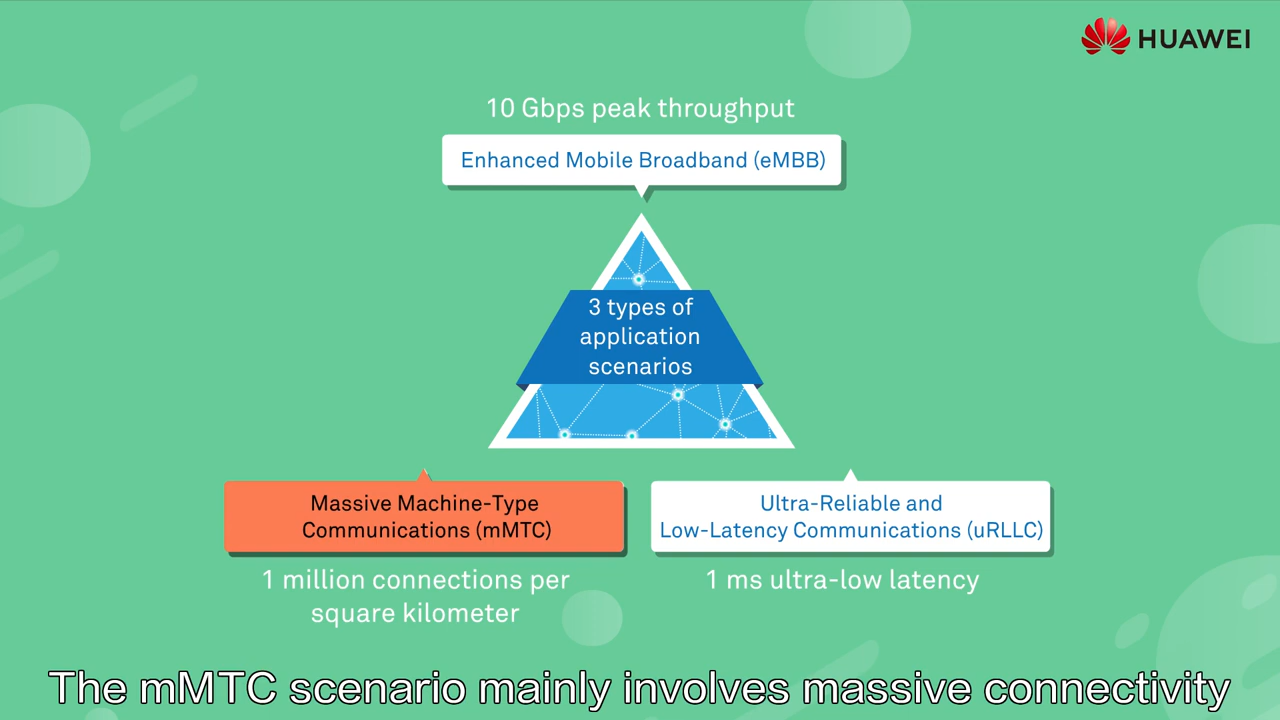 HUAWEI
10 Gbps peak throughput
Enhanced Mobile Broadband (eMBB)
3 types of
application
scenarios
Massive Machine-Type
Communications (mMTC)
1 million connections per
square kilometer
Ultra-Reliable and
Low-Latency Communications (uRLLC)
1 ms ultra-low latency
The mMTC scenario mainly involves massive connectivity